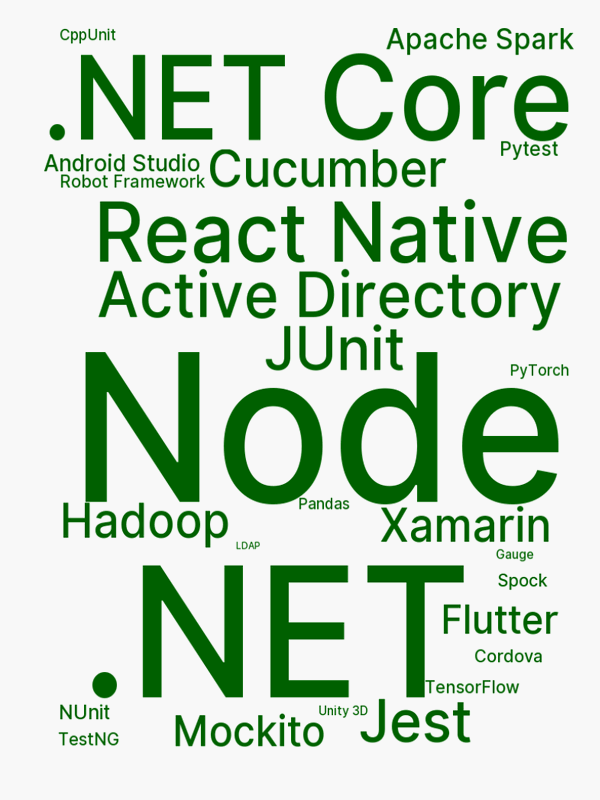 CppUnit
Apache Spark
.NET Core
Pytest
Android Studio
Cucumber
Robot Framework
React Native
Active Directory
JUnit
PyTorch
Node
Pandas
Hadoop
Xamarin
LDAP
Gauge
Spock
.NET
Flutter
Cordova
TensorFlow
NUnit
Unity 3D
Jest
Mockito
TestNG